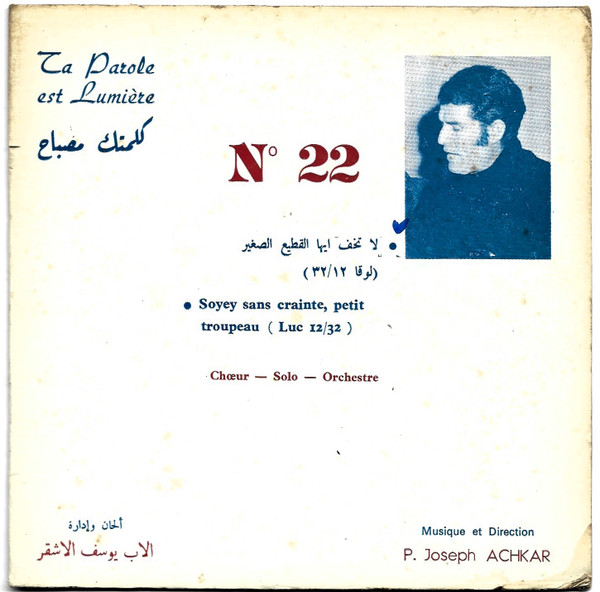 Ta Parole
est Lumière
كلمتك مصباح
Nº 22
• لا تخف ايها القطيع الصغير
(لوقا ٣٢/١٢)
• Soyey sans crainte, petit
troupeau ( Luc 12/32 )
Chœur — Solo — Orchestre
ألحان وإدارة
الاب يوسف الاشقر
Musique et Direction
P. Joseph ACHKAR